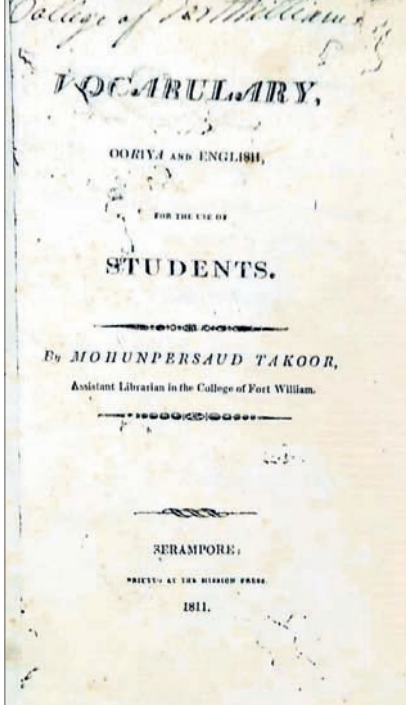 College of Fort William
VOCABULARY,
OORIYA AND ENGLISH,
FOR THE USE OF
STUDENTS.
By MOHUNPERSAUD TAKOOR,
Assistant Librarian in the College of Fort William.
SERAMPORE:
PRINTED AT THE MISSION PRESS.
1811.